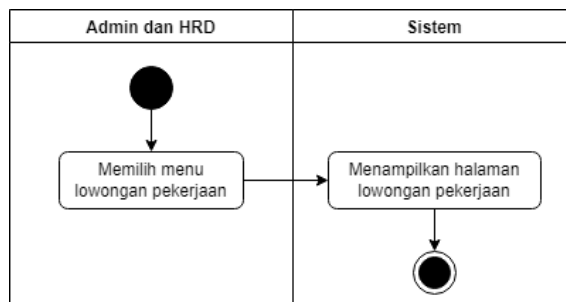 Admin dan HRD
Sistem
Memilih menu
lowongan pekerjaan
Menampilkan halaman
lowongan pekerjaan